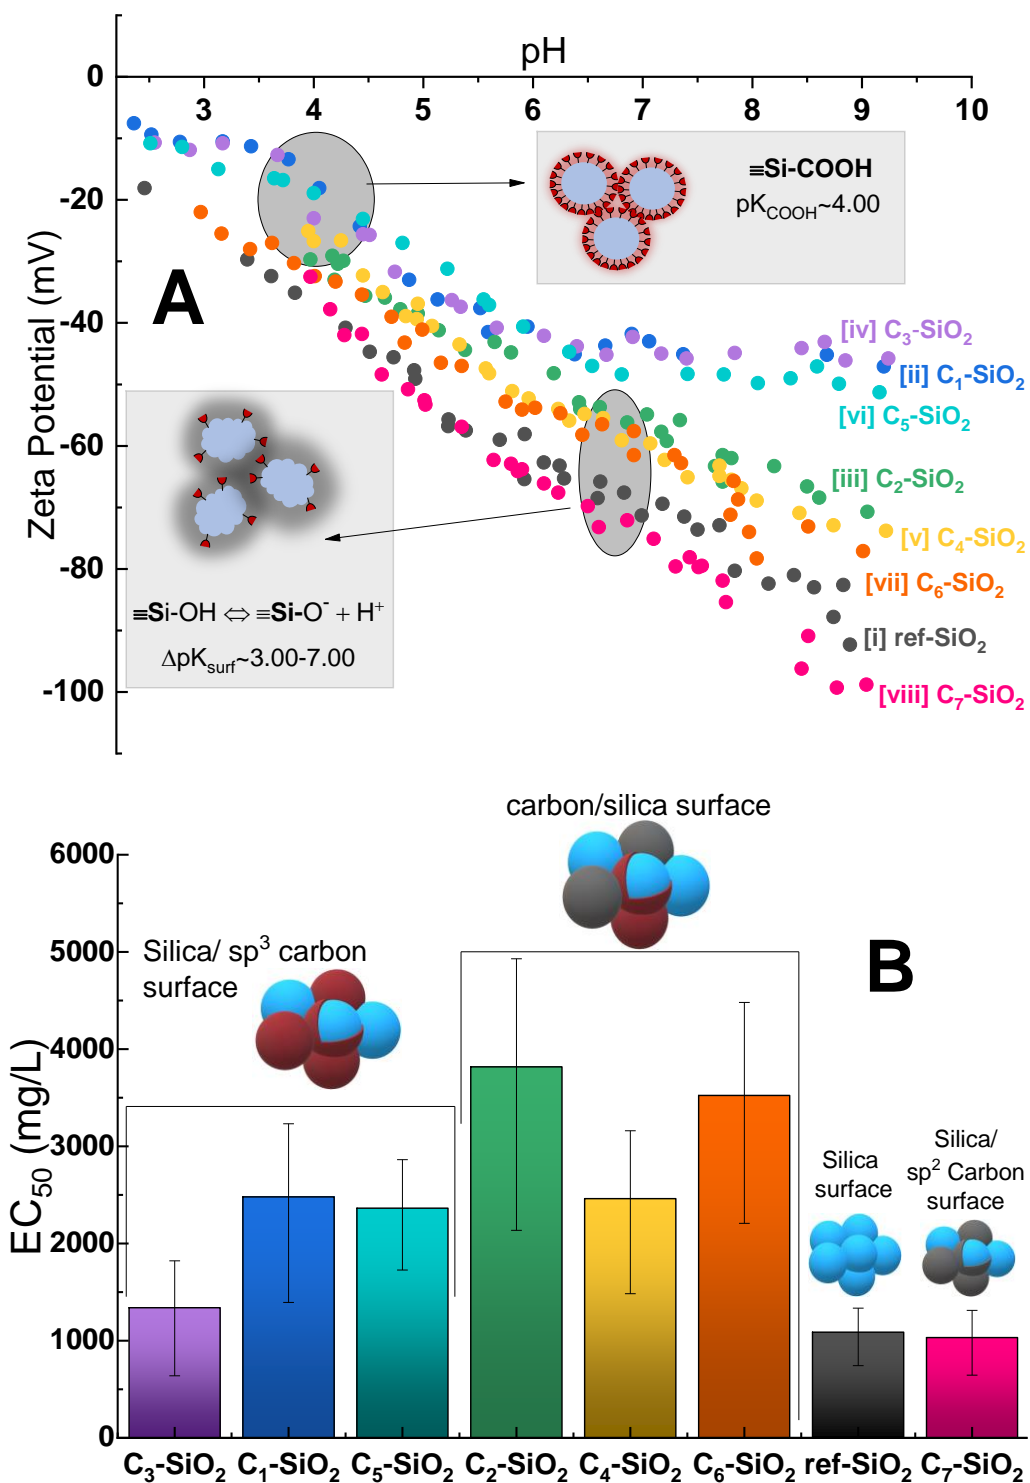 pH
0
3 4 5 6 7 8 9 10
-20
-40
-60
-80
-100
Zeta Potential (mV)
A
≡Si-COOH
pK_COOH~4.00
≡Si-OH ⇔ ≡Si-O⁻ + H⁺
ΔpK_surf~3.00-7.00
[iv] C₃-SiO₂
[ii] C₁-SiO₂
[vi] C₅-SiO₂
[iii] C₂-SiO₂
[v] C₄-SiO₂
[vii] C₆-SiO₂
[i] ref-SiO₂
[viii] C₇-SiO₂
carbon/silica surface
B
Silica/ sp³ carbon
surface
Silica
surface
Silica/
sp² Carbon
surface
6000
5000
4000
3000
2000
1000
0
EC₅₀ (mg/L)
C₃-SiO₂ C₁-SiO₂ C₅-SiO₂ C₂-SiO₂ C₄-SiO₂ C₆-SiO₂ ref-SiO₂ C₇-SiO₂